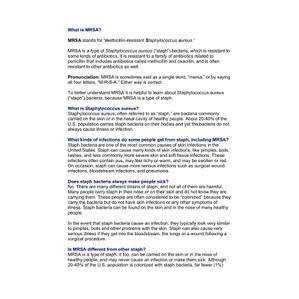 What is MRSA?
MRSA stands for "methicillin-resistant Staphylococcus aureus."
MRSA is a type of Staphylococcus aureus ("staph") bacteria, which is resistant to
some kinds of antibiotics. It is resistant to a family of antibiotics related to
penicillin that includes antibiotics called methicillin and oxacillin, and is often
resistant to other antibiotics as well.
Pronunciation: MRSA is sometimes said as a single word, "mersa," or by saying
all four letters, "M-R-S-A." Either way is correct.
To better understand MRSA it is helpful to learn about Staphylococcus aureus
("staph") bacteria, because MRSA is a type of staph.
What is Staphylococcus aureus?
Staphylococcus aureus, often referred to as "staph," are bacteria commonly
carried on the skin or in the nasal cavity of healthy people. About 20-40% of the
U.S. population carries staph bacteria on their bodies and yet the bacteria do not
always cause illness or infection.
What kinds of infections do some people get from staph, including MRSA?
Staph bacteria are one of the most common causes of skin infections in the
United States. Staph can cause many kinds of skin infections, like pimples, boils,
rashes, and less commonly more severe skin and soft tissue infections. These
infections often contain pus, may feel itchy or warm, and may be swollen or red.
On occasion, staph can cause more serious infections such as surgical wound
infections, bloodstream infections, and pneumonia.
Does staph bacteria always make people sick?
No. There are many different strains of staph, and not all of them are harmful.
Many people carry staph in their nose or on their skin and do not know they are
carrying them. These people are often considered to be "colonized" because they
carry the bacteria but do not have skin infections or any other symptoms of
illness. Staph bacteria can be found on the skin and in the nose of many healthy
people.
In the event that staph bacteria cause an infection, they typically look very similar
to pimples, boils and other problems with the skin. Staph can also cause very
serious illness if they get into the bloodstream, the lungs or a wound following a
surgical procedure.
Is MRSA different from other staph?
MRSA is a type of staph. It too, can be carried on the skin or in the nose of
healthy people, and may never cause an infection or make them sick. Although
20-40% of the U.S. population is colonized with staph bacteria, far fewer (1%)